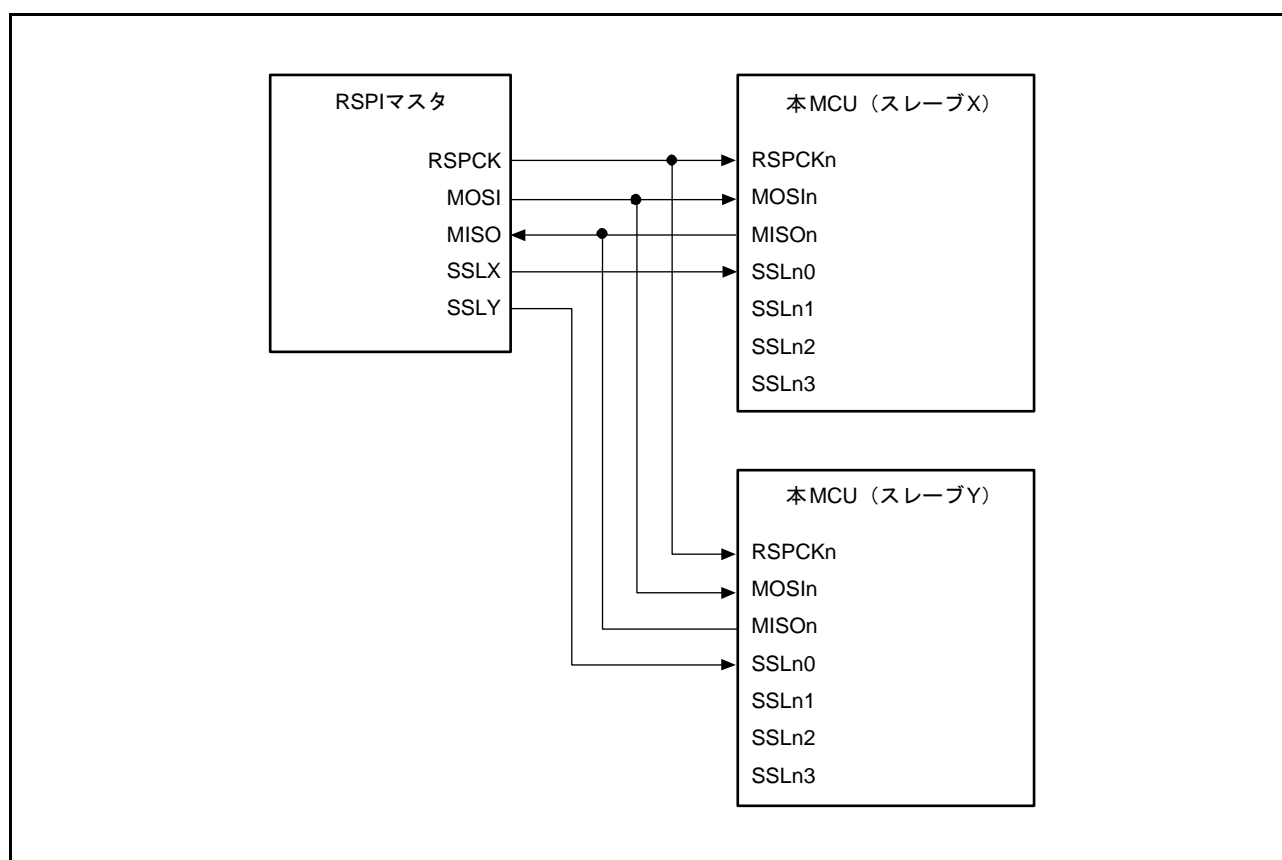 RSPIマスタ
RSPCK
MOSI
MISO
SSLX
SSLY
本MCU（スレーブX）
RSPCKn
MOSIn
MISOn
SSLn0
SSLn1
SSLn2
SSLn3
本MCU（スレーブY）
RSPCKn
MOSIn
MISOn
SSLn0
SSLn1
SSLn2
SSLn3